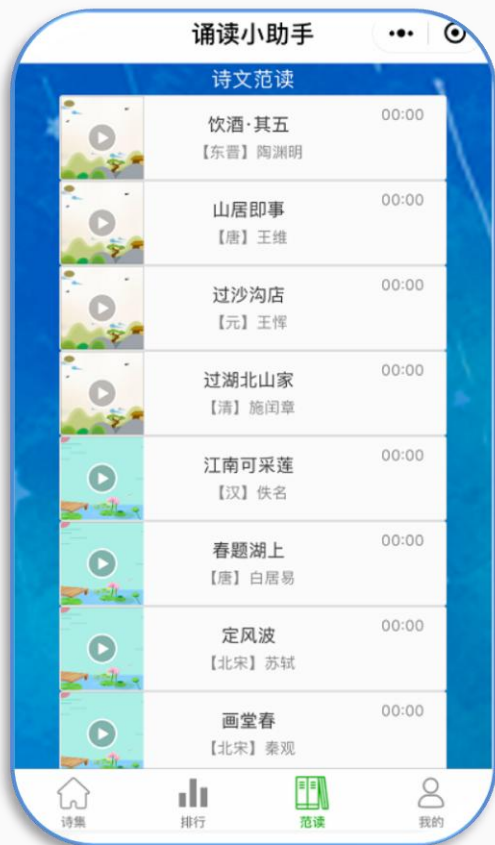 诵读小助手
诗文范读
饮酒·其五
00:00
【东晋】陶渊明
山居即事
00:00
【唐】王维
过沙沟店
00:00
【元】王恽
过湖北山家
00:00
【清】施闰章
江南可采莲
00:00
【汉】佚名
春题湖上
00:00
【唐】白居易
定风波
00:00
【北宋】苏轼
画堂春
00:00
【北宋】秦观
诗集
排行
范读
我的